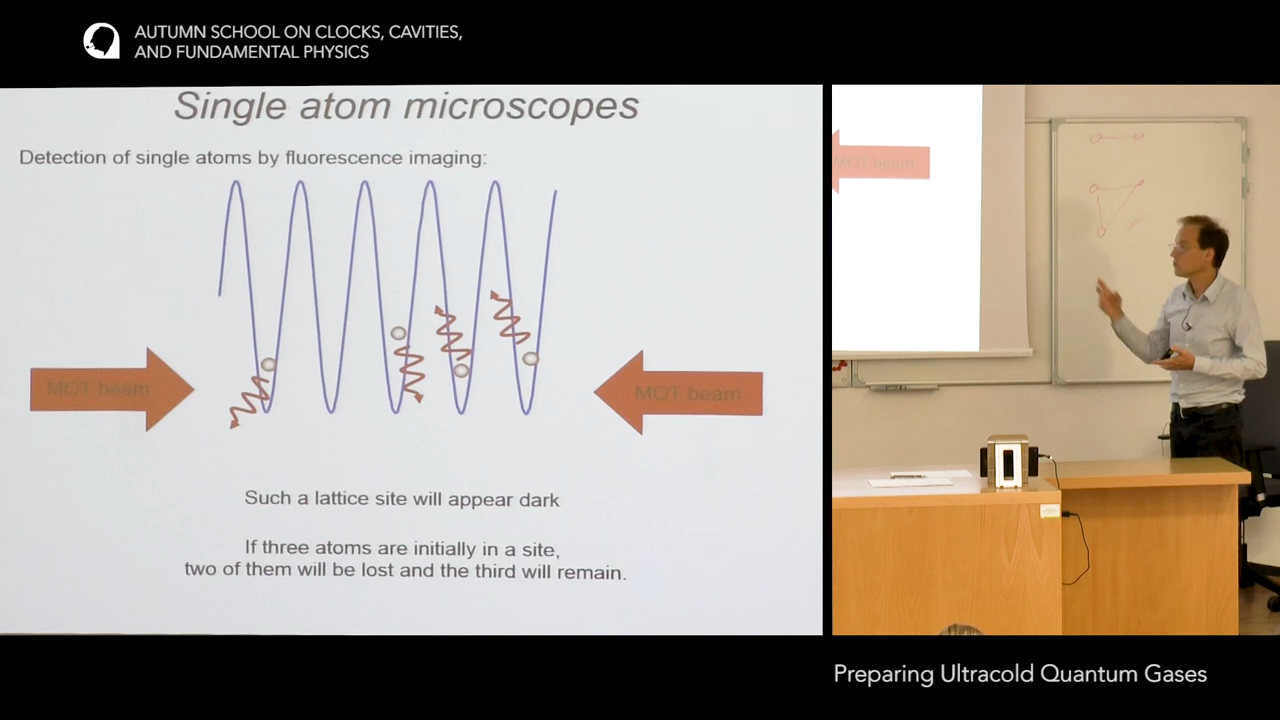 AUTUMN SCHOOL ON CLOCKS, CAVITIES,
AND FUNDAMENTAL PHYSICS
Single atom microscopes
Detection of single atoms by fluorescence imaging:
MOT beam
MOT beam
Such a lattice site will appear dark
If three atoms are initially in a site,
two of them will be lost and the third will remain.
MOT beam
Preparing Ultracold Quantum Gases